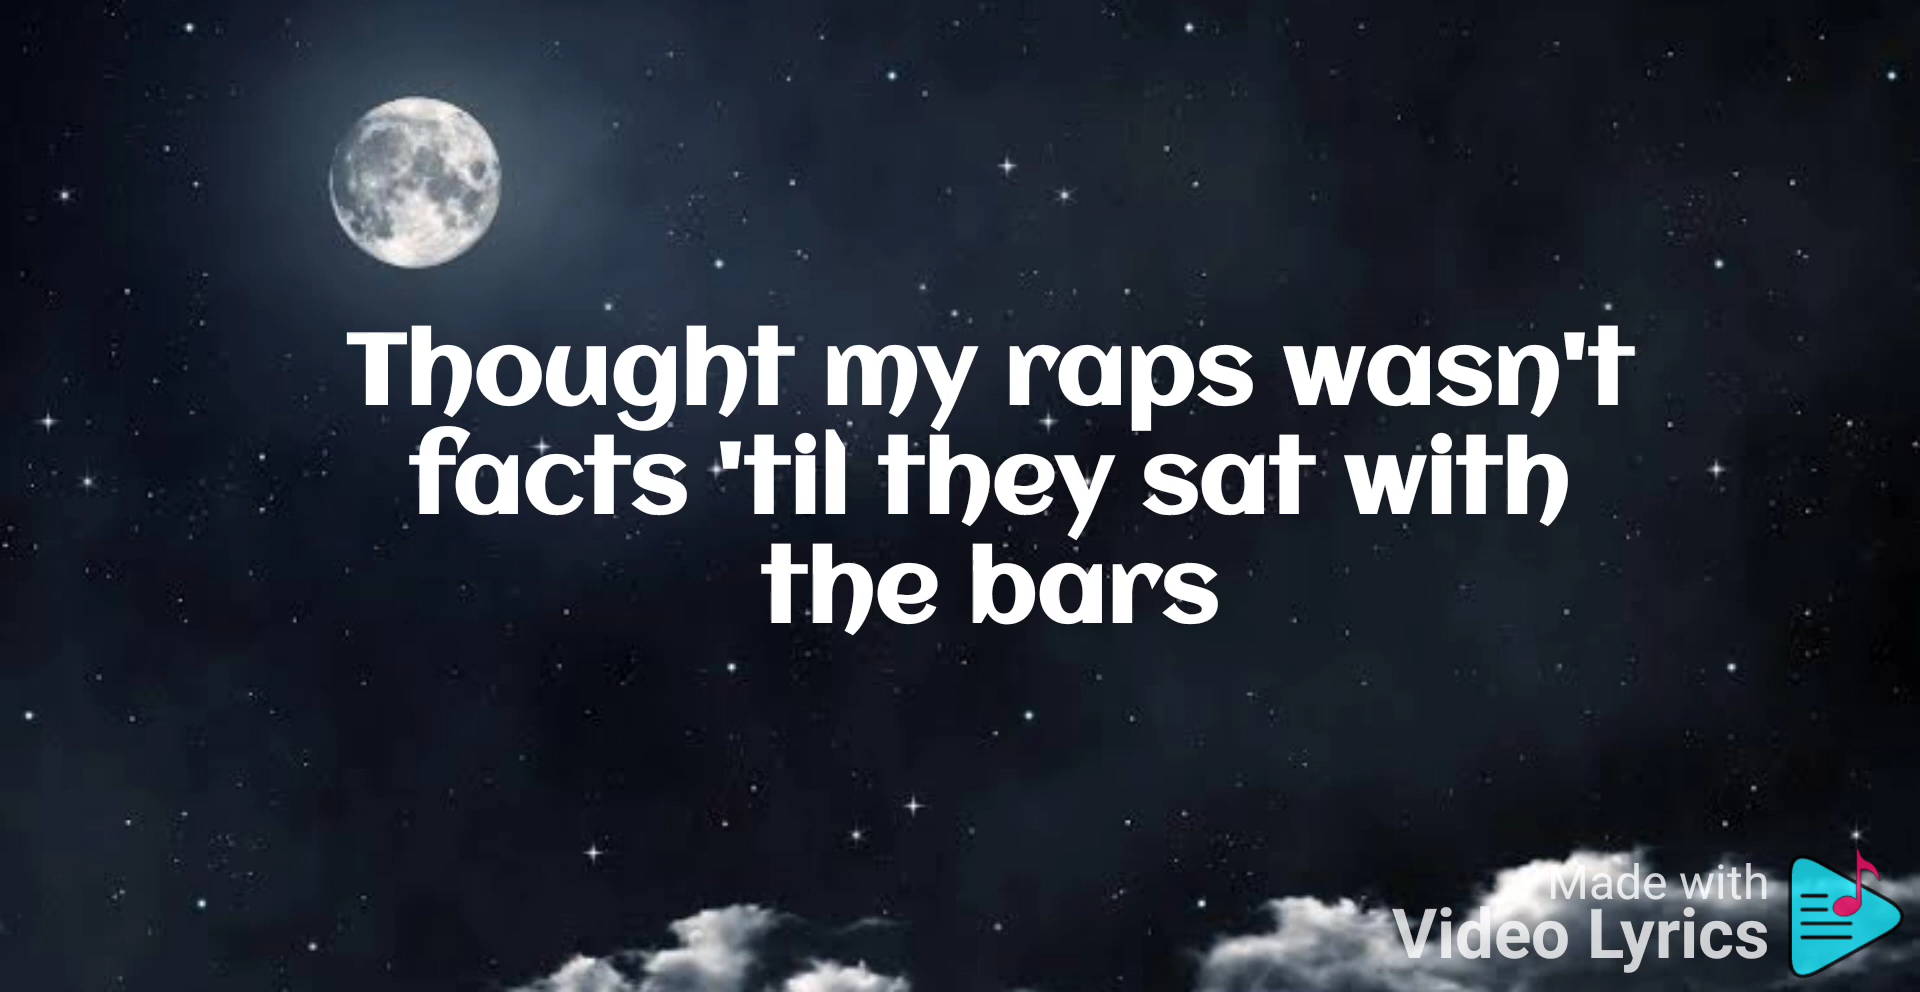 Thought my raps wasn't
facts 'til they sat with
the bars
Made with
Video Lyrics